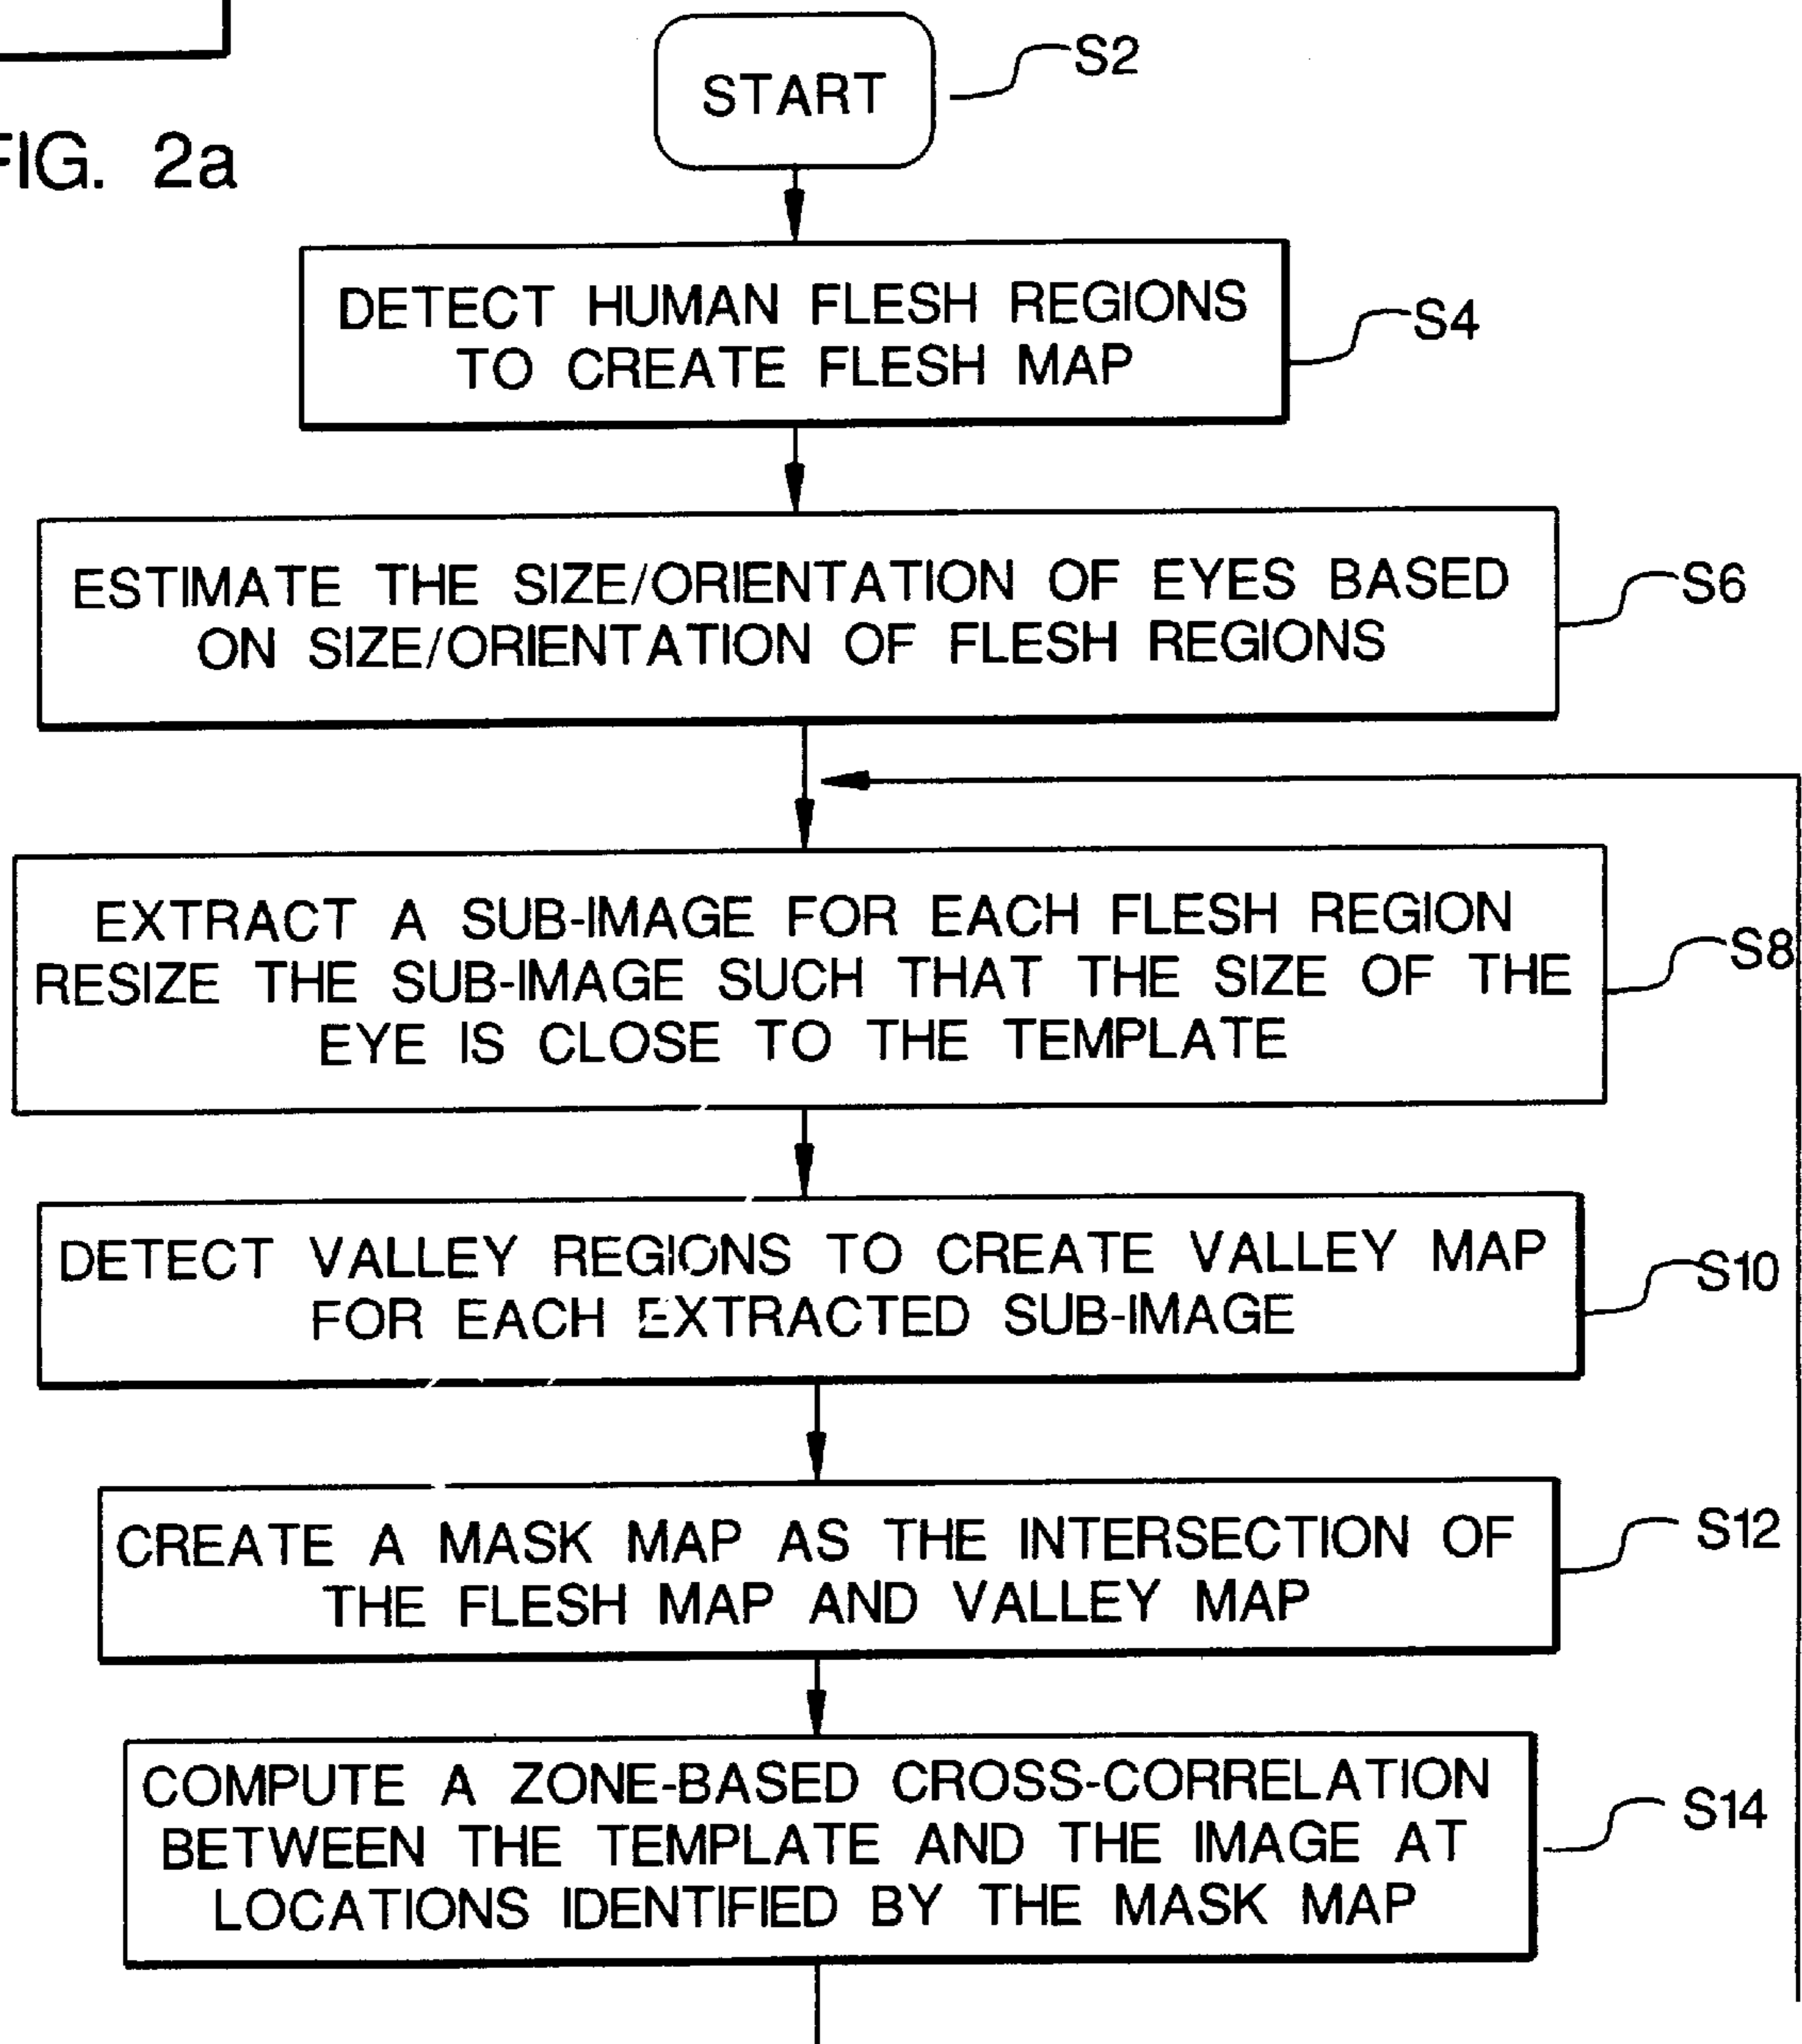 START
S2
FIG. 2a
DETECT HUMAN FLESH REGIONS
TO CREATE FLESH MAP
S4
ESTIMATE THE SIZE/ORIENTATION OF EYES BASED
ON SIZE/ORIENTATION OF FLESH REGIONS
S6
EXTRACT A SUB-IMAGE FOR EACH FLESH REGION
RESIZE THE SUB-IMAGE SUCH THAT THE SIZE OF THE
EYE IS CLOSE TO THE TEMPLATE
S8
DETECT VALLEY REGIONS TO CREATE VALLEY MAP
FOR EACH EXTRACTED SUB-IMAGE
S10
CREATE A MASK MAP AS THE INTERSECTION OF
THE FLESH MAP AND VALLEY MAP
S12
COMPUTE A ZONE-BASED CROSS-CORRELATION
BETWEEN THE TEMPLATE AND THE IMAGE AT
LOCATIONS IDENTIFIED BY THE MASK MAP
S14